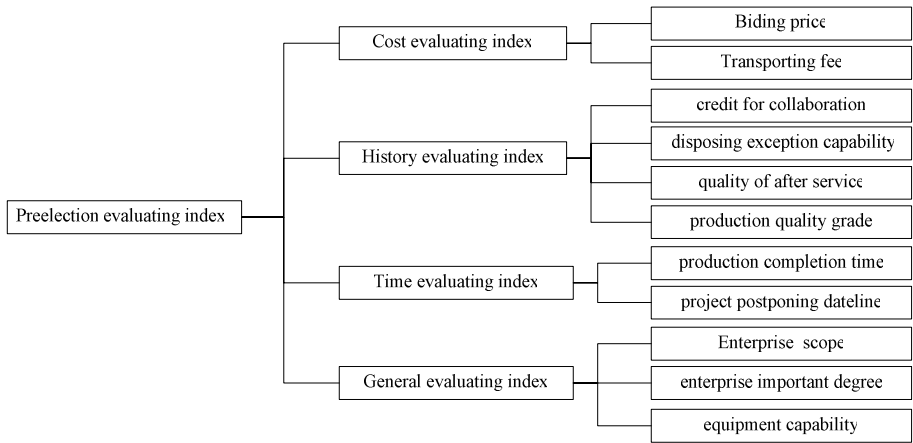 Preelection evaluating index
Cost evaluating index
Biding price
Transporting fee
History evaluating index
credit for collaboration
disposing exception capability
quality of after service
production quality grade
Time evaluating index
production completion time
project postponing dateline
General evaluating index
Enterprise scope
enterprise important degree
equipment capability